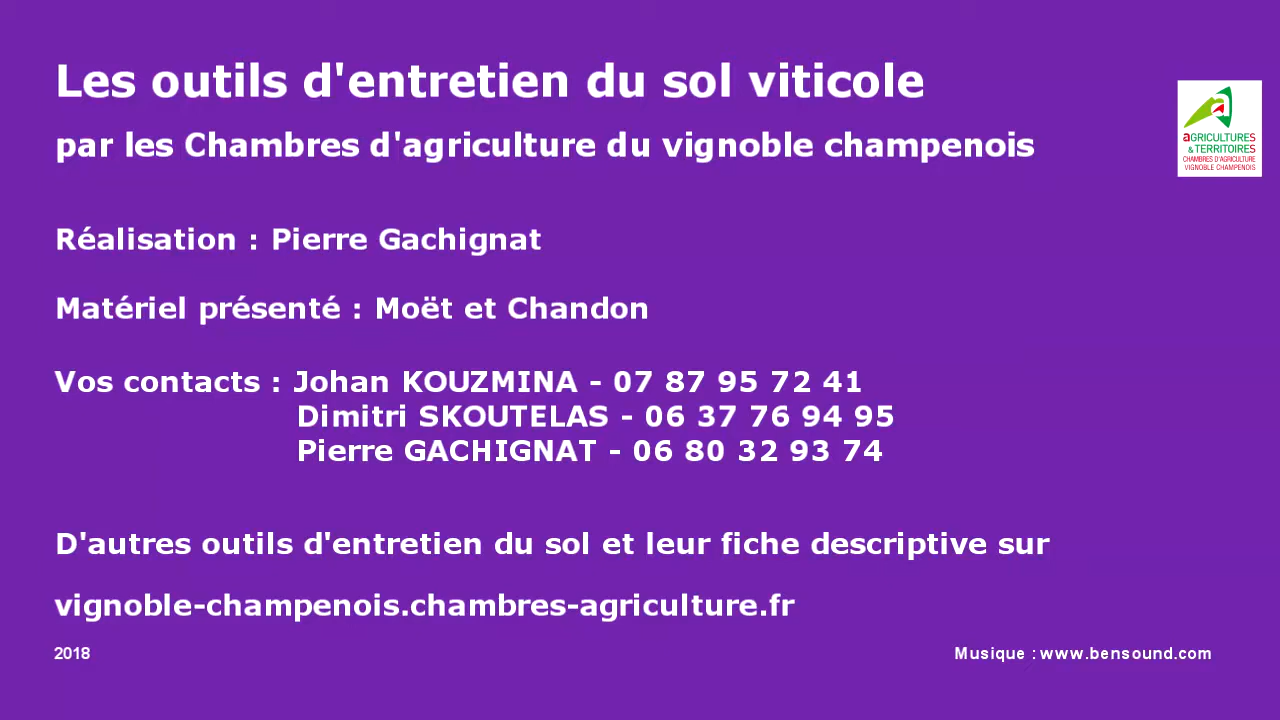 Les outils d'entretien du sol viticole
par les Chambres d'agriculture du vignoble champenois
aGRICULTURES
& TERRITOIRES
CHAMBRES D'AGRICULTURE
VIGNOBLE CHAMPENOIS
Réalisation : Pierre Gachignat
Matériel présenté : Moët et Chandon
Vos contacts : Johan KOUZMINA - 07 87 95 72 41
Dimitri SKOUTELAS - 06 37 76 94 95
Pierre GACHIGNAT - 06 80 32 93 74
D'autres outils d'entretien du sol et leur fiche descriptive sur
vignoble-champenois.chambres-agriculture.fr
2018
Musique : www.bensound.com